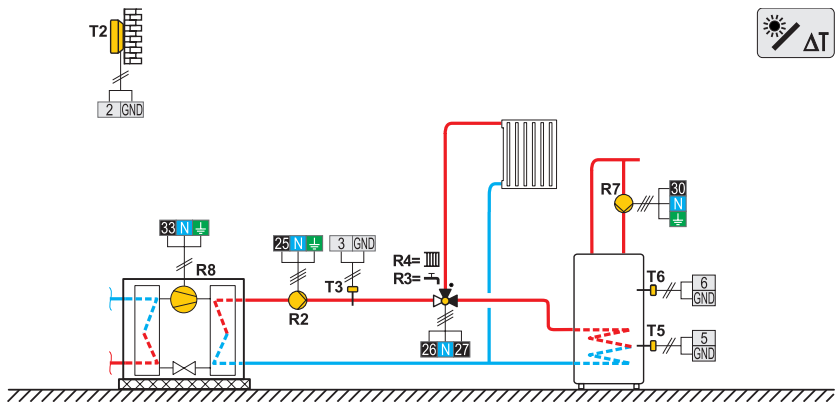 T2
ΔT
2 GND
R7
30
N
33 N
25 N
3 GND
R4=
R8
R3=
T3
T6
6
GND
R2
T5
5
GND
26 N 27